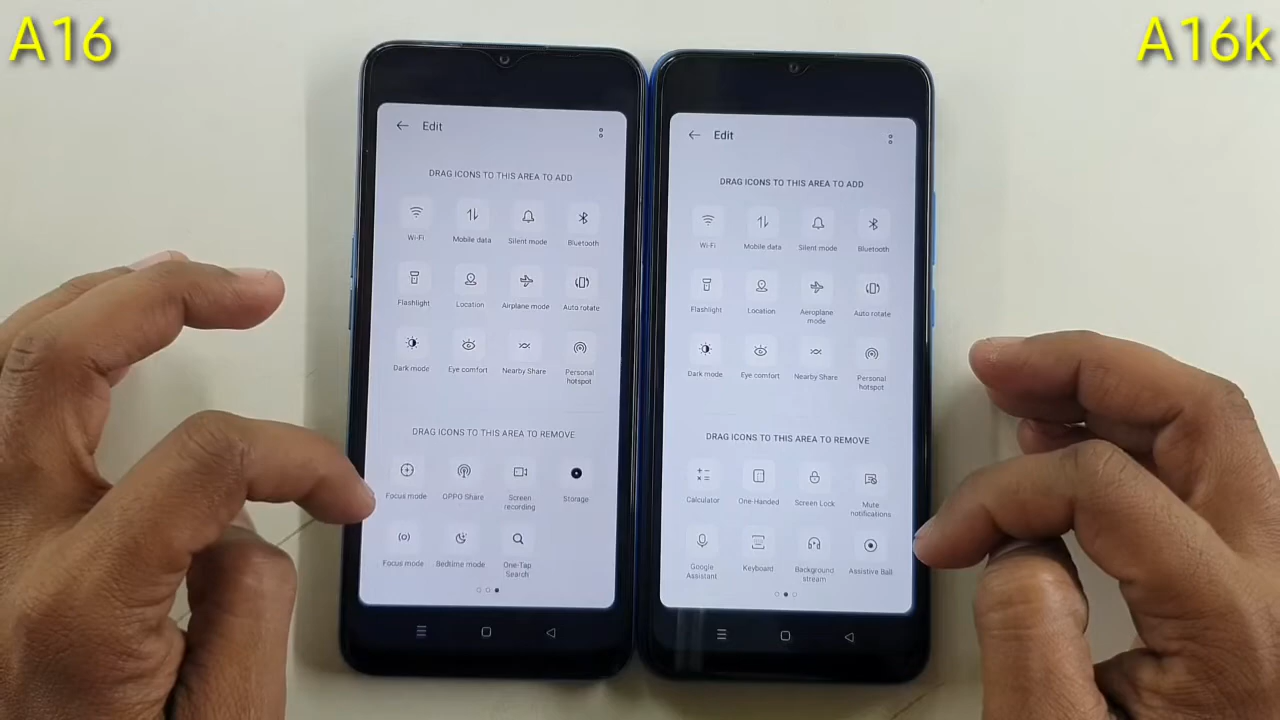 A16
A16k
Edit
DRAG ICONS TO THIS AREA TO ADD
Wi-Fi
Mobile data
Silent mode
Bluetooth
Flashlight
Location
Airplane mode
Auto rotate
Dark mode
Eye comfort
Nearby Share
Personal
hotspot
DRAG ICONS TO THIS AREA TO REMOVE
Focus mode
OPPO Share
Screen
recording
Storage
Focus mode
Bedtime mode
One-Tap
Search
Edit
DRAG ICONS TO THIS AREA TO ADD
Wi-Fi
Mobile data
Silent mode
Bluetooth
Flashlight
Location
Aeroplane
mode
Auto rotate
Dark mode
Eye comfort
Nearby Share
Personal
hotspot
DRAG ICONS TO THIS AREA TO REMOVE
Calculator
One-Handed
Screen Lock
Mute
notifications
Google
Assistant
Keyboard
Background
stream
Assistive Ball